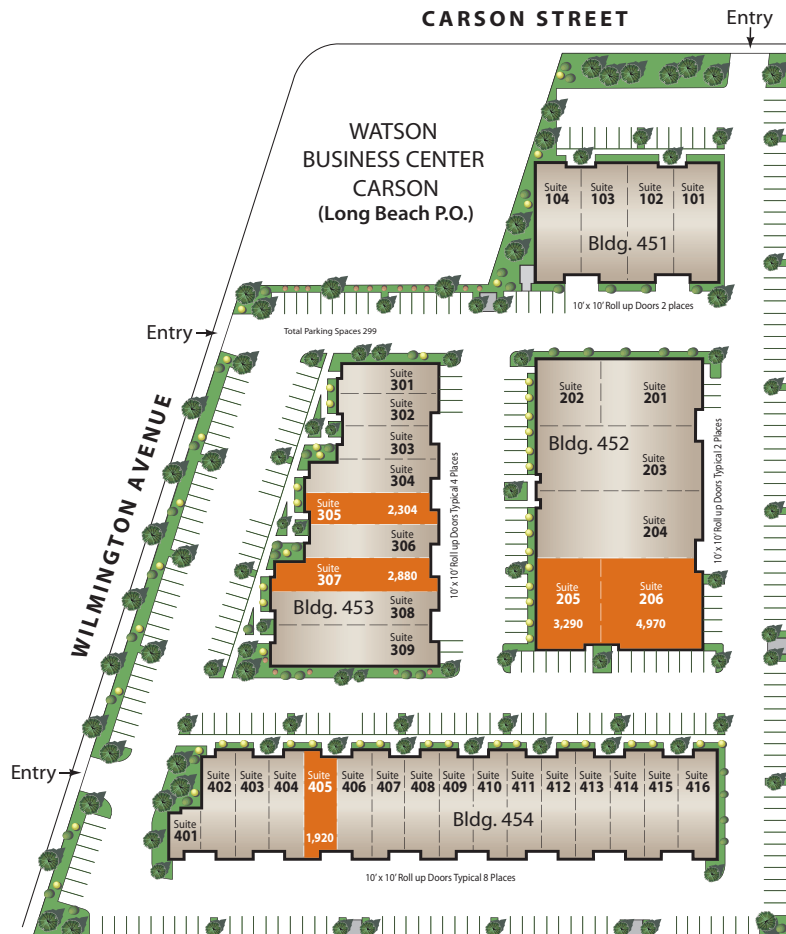 CARSON STREET
Entry
WATSON
BUSINESS CENTER
CARSON
(Long Beach P.O.)
Suite
104
Suite
103
Suite
102
Suite
101
Bldg. 451
10' x 10' Roll up Doors 2 places
Entry
Total Parking Spaces 299
WILMINGTON AVENUE
Suite
301
Suite
302
Suite
303
Suite
304
Suite
305
2,304
Suite
306
Suite
307
2,880
Bldg. 453
Suite
308
Suite
309
10' x 10' Roll up Doors Typical 4 Places
Suite
202
Suite
201
Bldg. 452
Suite
203
Suite
204
Suite
205
3,290
Suite
206
4,970
10' x 10' Roll up Doors Typical 2 Places
Entry
Suite
401
Suite
402
Suite
403
Suite
404
Suite
405
1,920
Suite
406
Suite
407
Suite
408
Suite
409
Suite
410
Suite
411
Suite
412
Suite
413
Suite
414
Suite
415
Suite
416
Bldg. 454
10' x 10' Roll up Doors Typical 8 Places